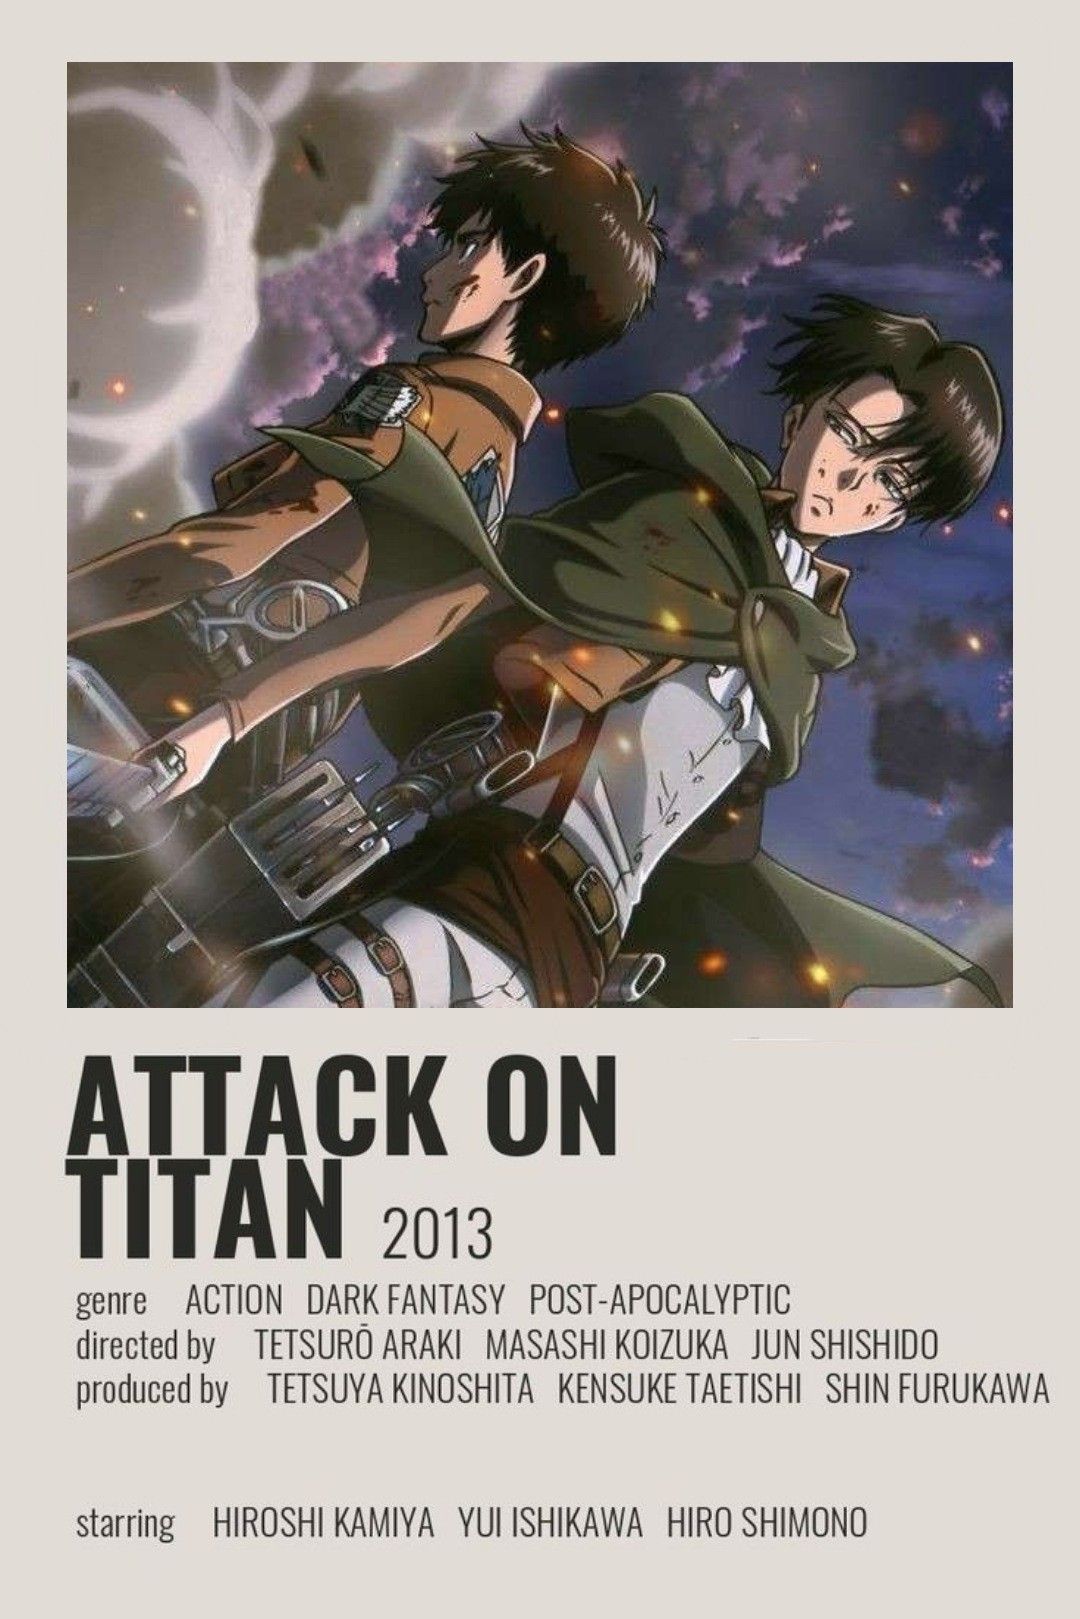 ATTACK ON
TITAN 2013
genre ACTION DARK FANTASY POST-APOCALYPTIC
directed by TETSURŌ ARAKI MASASHI KOIZUKA JUN SHISHIDO
produced by TETSUYA KINOSHITA KENSUKE TAETISHI SHIN FURUKAWA
starring HIROSHI KAMIYA YUI ISHIKAWA HIRO SHIMONO